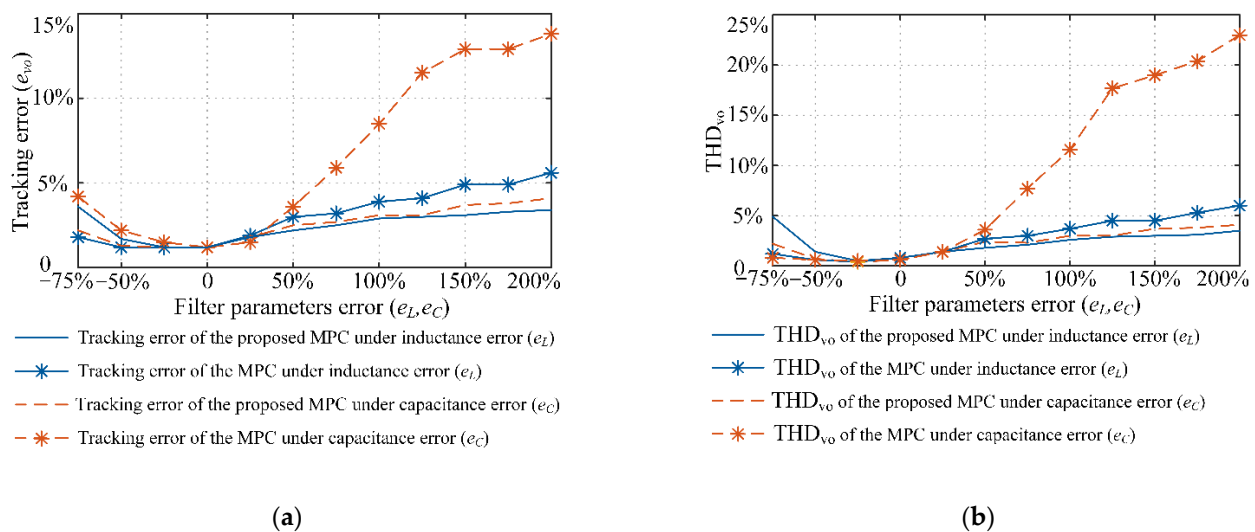 15%
10%
5%
0
Tracking error (e_vo)
−75% −50% 0 50% 100% 150% 200%
Filter parameters error (e_L,e_C)
Tracking error of the proposed MPC under inductance error (e_L)
Tracking error of the MPC under inductance error (e_L)
Tracking error of the proposed MPC under capacitance error (e_C)
Tracking error of the MPC under capacitance error (e_C)
(a)
25%
20%
15%
10%
5%
0
THD_vo
−75% −50% 0 50% 100% 150% 200%
Filter parameters error (e_L,e_C)
THD_vo of the proposed MPC under inductance error (e_L)
THD_vo of the MPC under inductance error (e_L)
THD_vo of the proposed MPC under capacitance error (e_C)
THD_vo of the MPC under capacitance error (e_C)
(b)